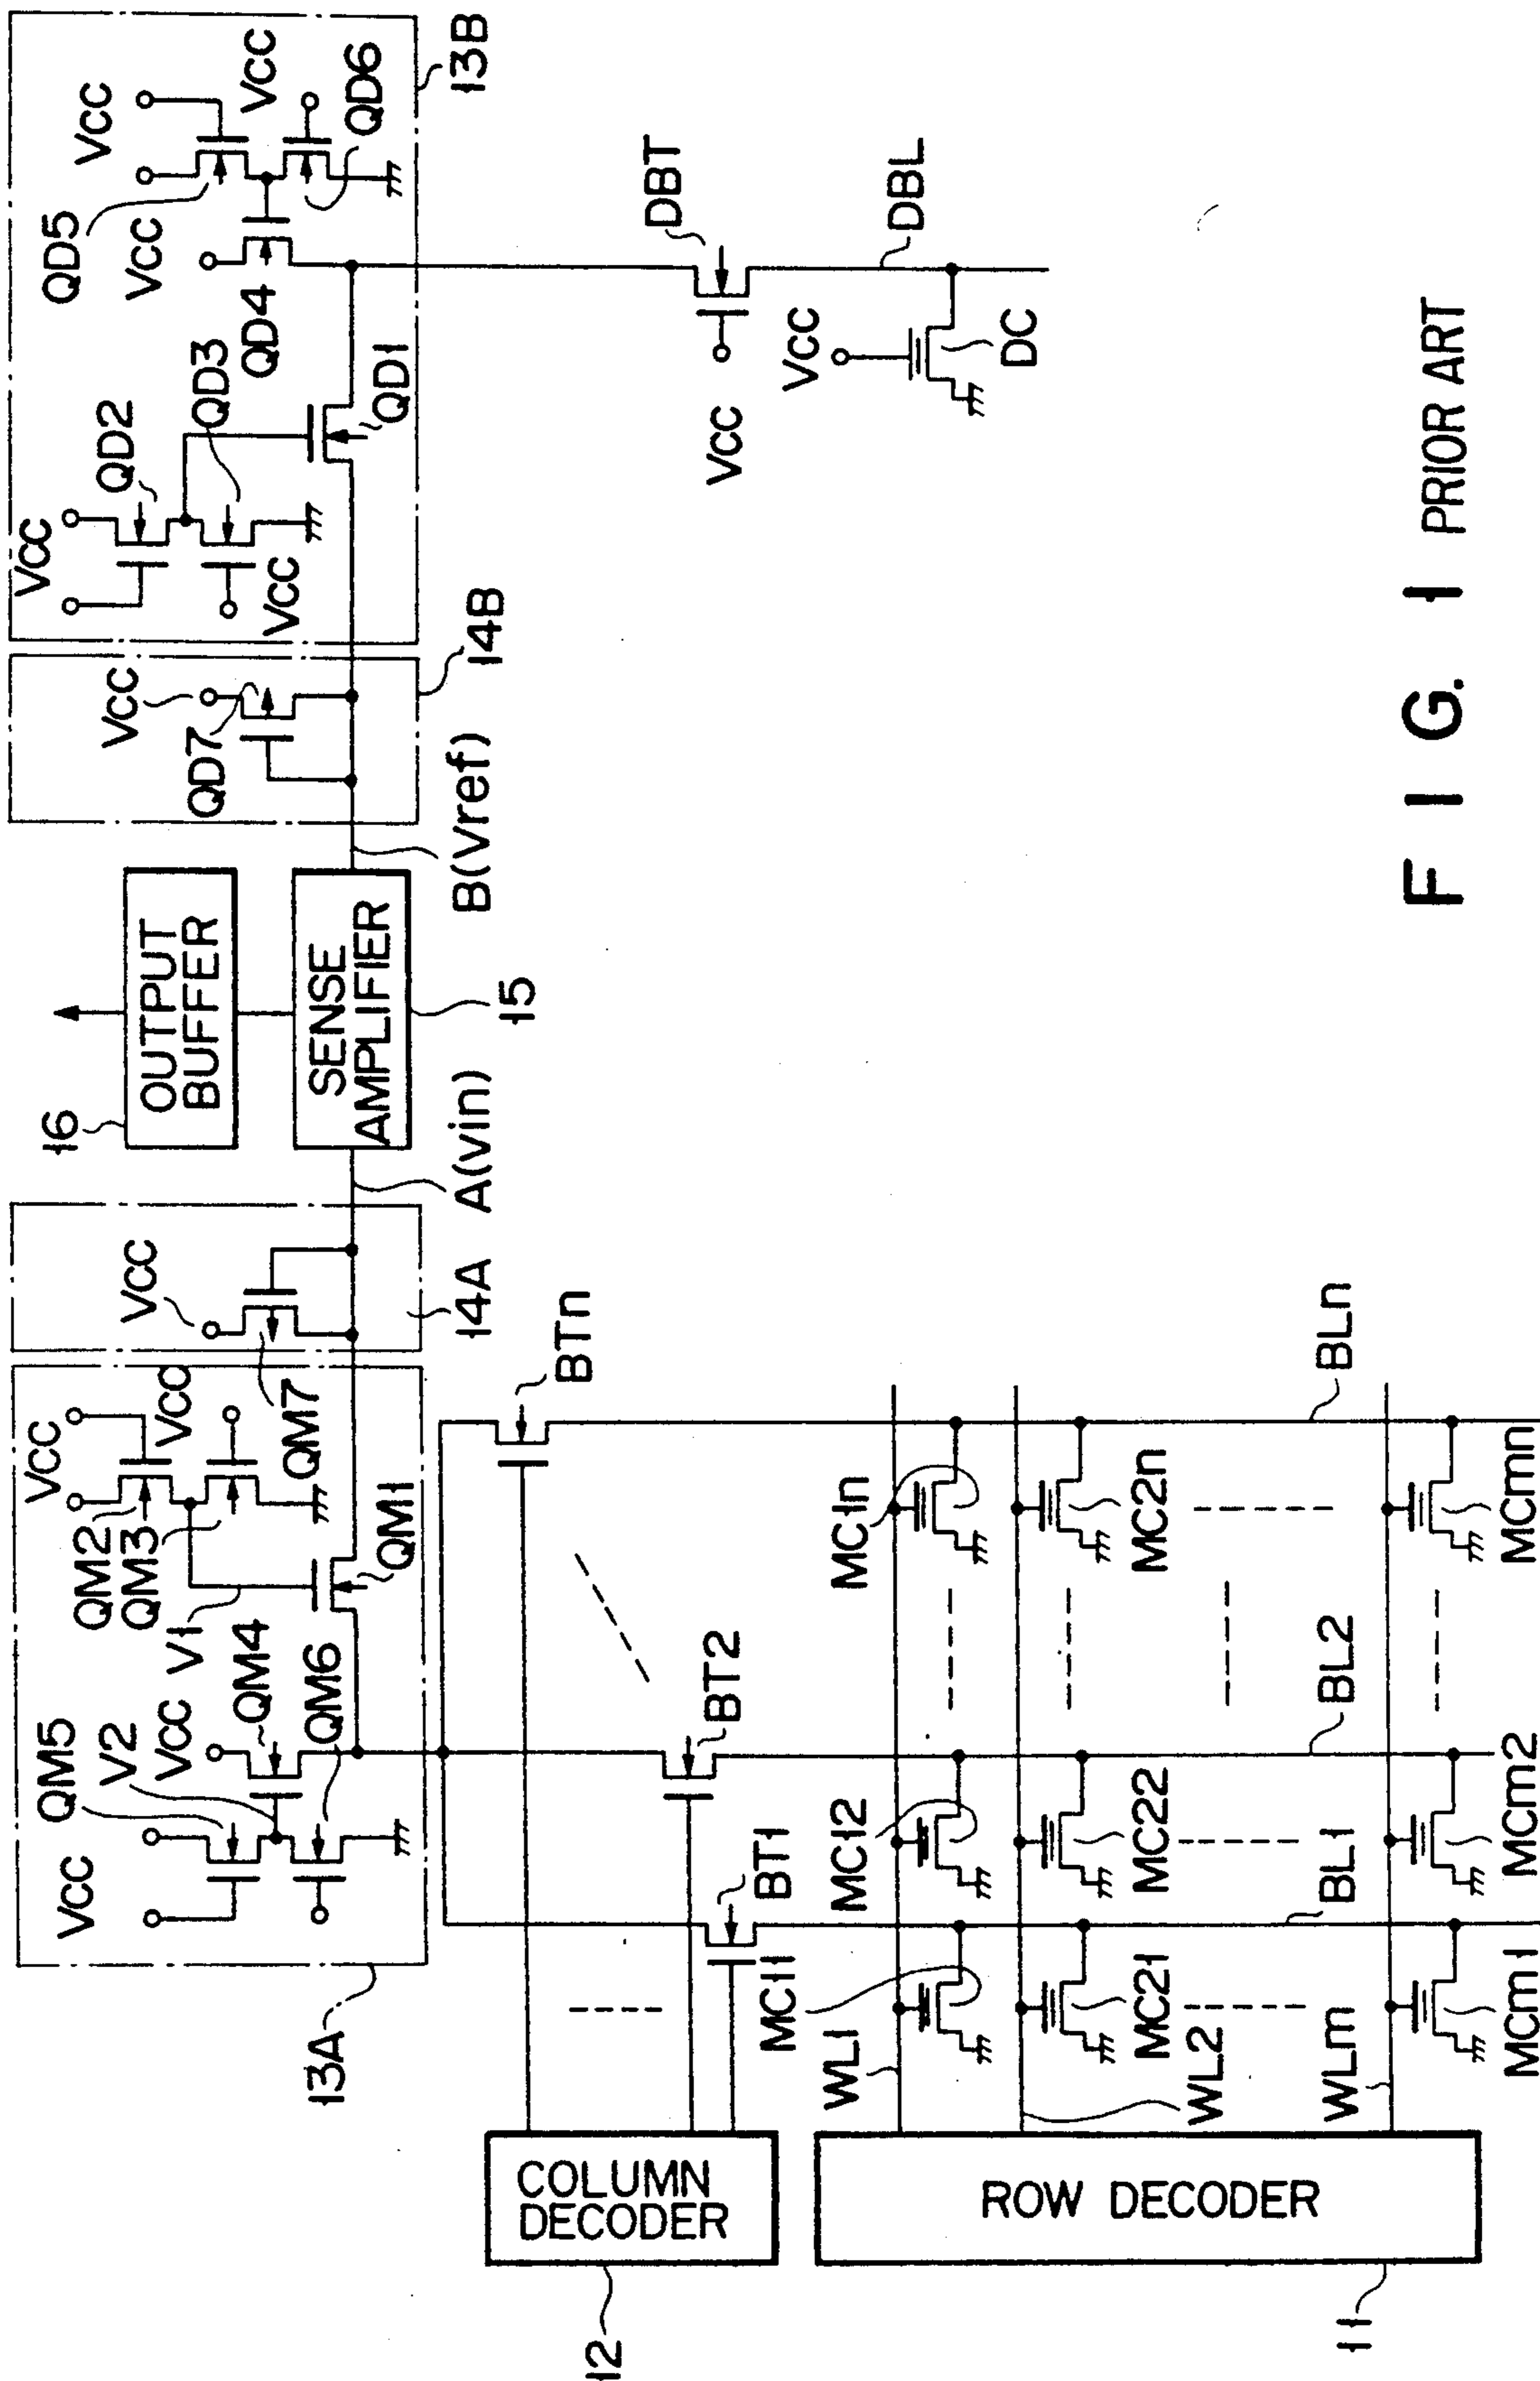 16
OUTPUT
BUFFER
SENSE
AMPLIFIER
15
A(vin)
B(Vref)
13A
VCC
QM5
V2
VCC
QM4
QM6
V1
QM2
QM3
VCC
VCC
QM1
QM7
VCC
14A
VCC
QD7
14B
VCC
QD2
QD3
VCC
QD1
QD5
VCC
VCC
QD4
VCC
QD6
13B
12
COLUMN
DECODER
BT1
BT2
BTn
DBT
VCC
VCC
DBL
DC
11
ROW DECODER
WL1
MC11
MC12
MC1n
WL2
MC21
MC22
MC2n
WLm
BL1
BL2
BLn
MCm1
MCm2
MCmn
FIG. 1 PRIOR ART